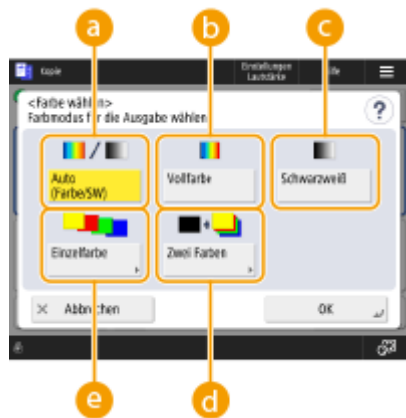 a b c
Kopie Einstellungen
Lautstärke
<Farbe wählen>
Farbmodus für die Ausgabe wählen
?
Auto
(Farbe/SW)
Vollfarbe
Schwarzweiß
Einzelfarbe
Zwei Farben
× Abbrechen
OK
e d